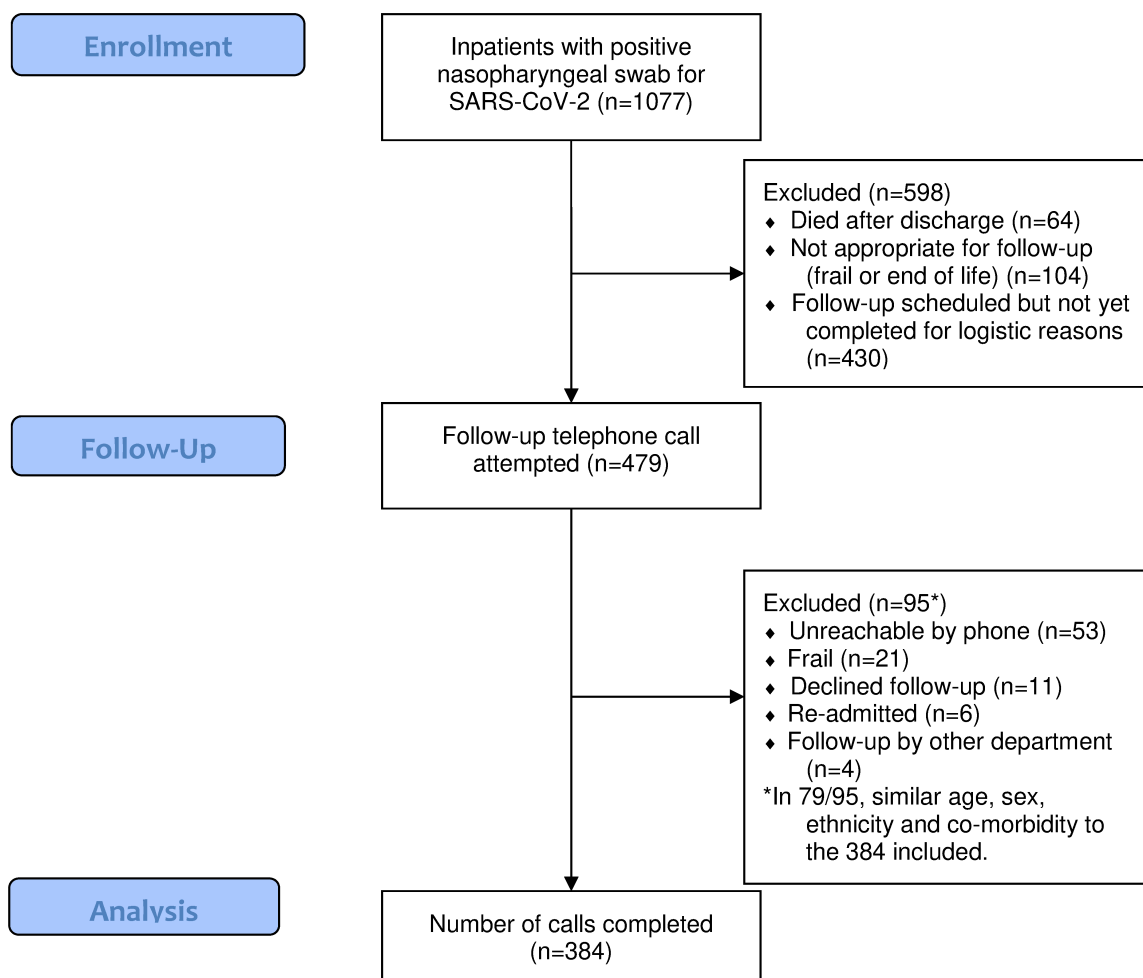 Enrollment
Inpatients with positive
nasopharyngeal swab for
SARS-CoV-2 (n=1077)
Excluded (n=598)
♦ Died after discharge (n=64)
♦ Not appropriate for follow-up
(frail or end of life) (n=104)
♦ Follow-up scheduled but not yet
completed for logistic reasons
(n=430)
Follow-Up
Follow-up telephone call
attempted (n=479)
Excluded (n=95*)
♦ Unreachable by phone (n=53)
♦ Frail (n=21)
♦ Declined follow-up (n=11)
♦ Re-admitted (n=6)
♦ Follow-up by other department
(n=4)
*In 79/95, similar age, sex,
ethnicity and co-morbidity to
the 384 included.
Analysis
Number of calls completed
(n=384)